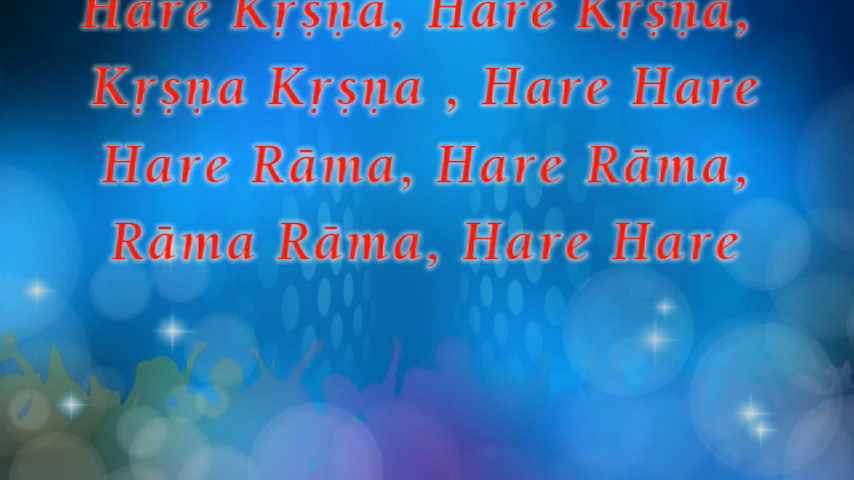 Hare Kṛṣṇa, Hare Kṛṣṇa,
Kṛṣṇa Kṛṣṇa , Hare Hare
Hare Rāma, Hare Rāma,
Rāma Rāma, Hare Hare